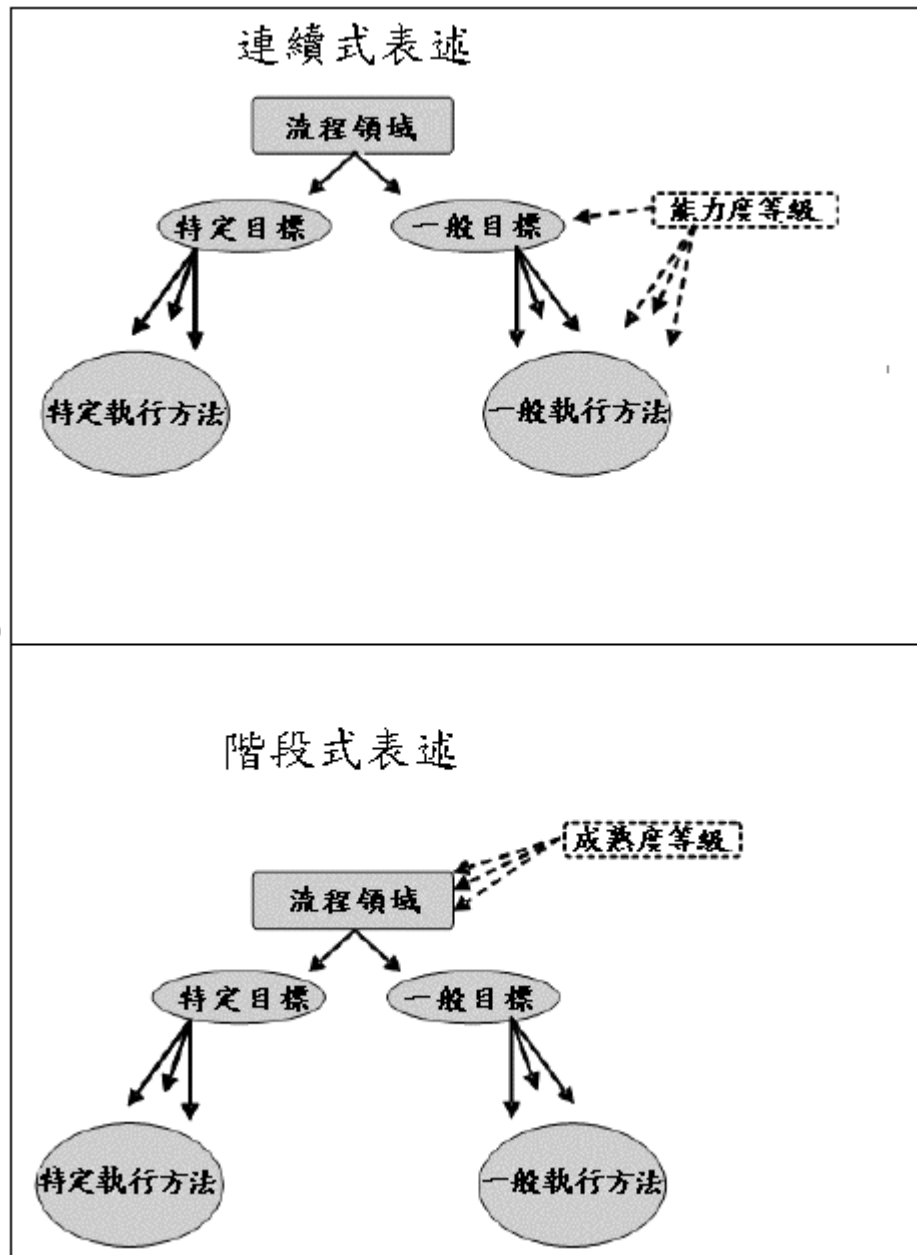 連續式表述
流程領域
特定目標
一般目標
能力度等級
特定執行方法
一般執行方法
階段式表述
成熟度等級
流程領域
特定目標
一般目標
特定執行方法
一般執行方法